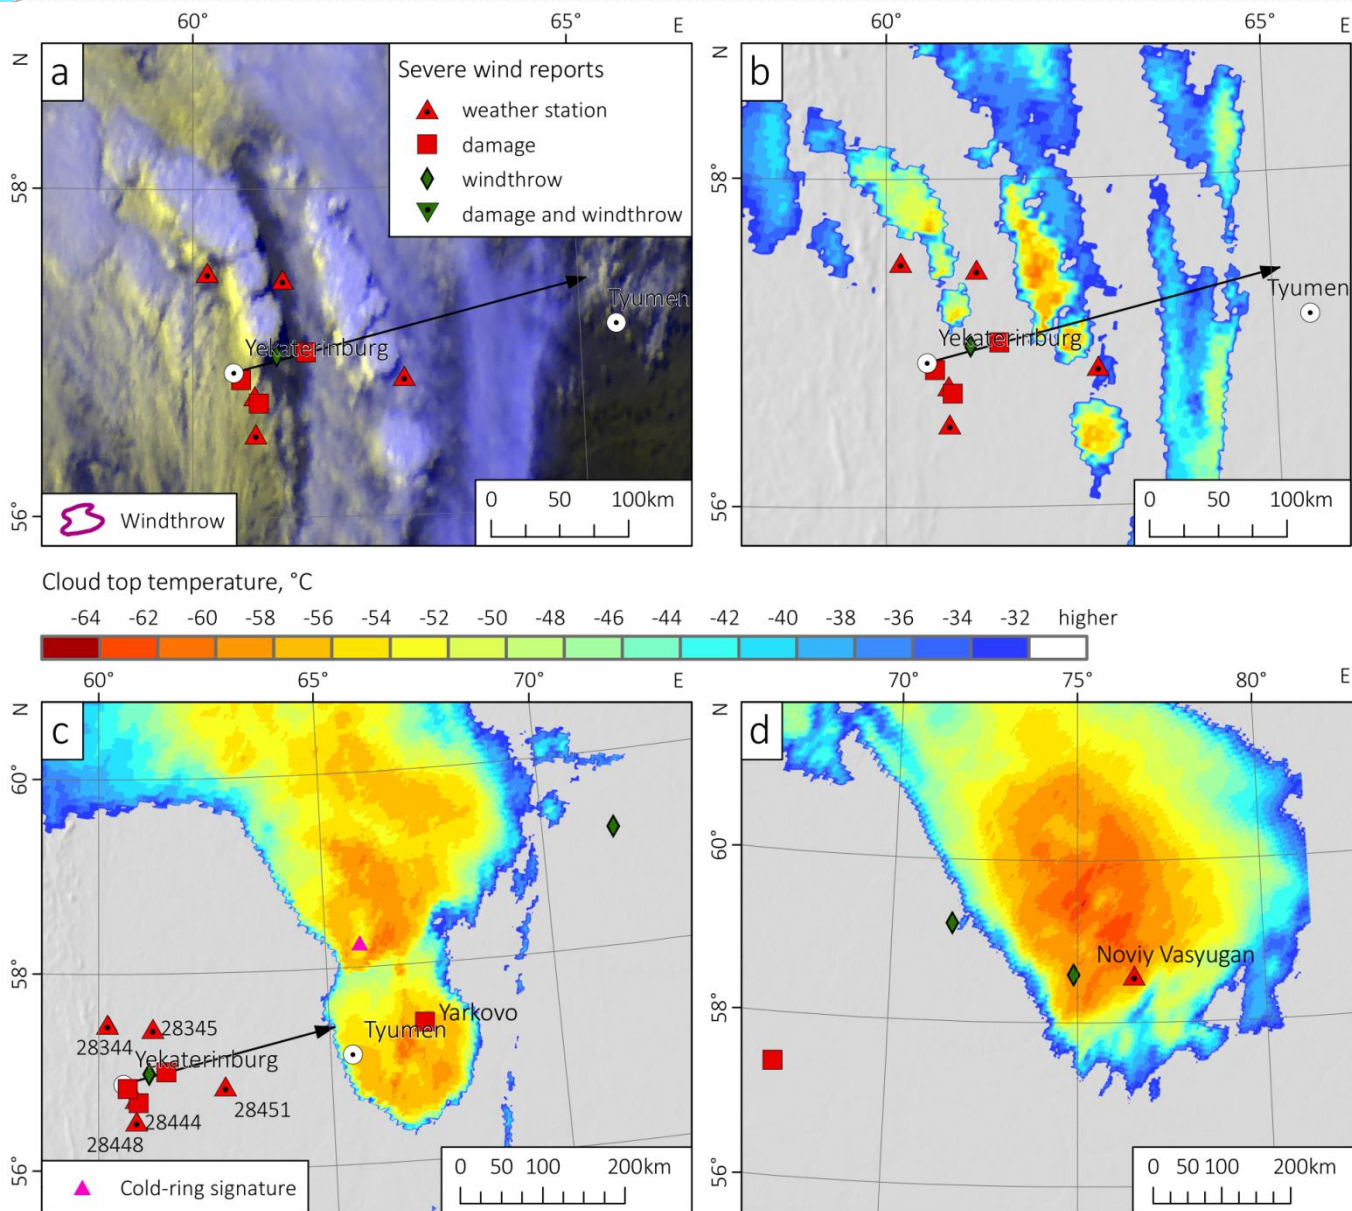 60°
65°
E
60°
65°
E
N
a
Severe wind reports
weather station
damage
windthrow
damage and windthrow
58°
Tyumen
Yekaterinburg
56°
Windthrow
0 50 100km
N
b
58°
Tyumen
Yekaterinburg
56°
0 50 100km
Cloud top temperature, °C
-64 -62 -60 -58 -56 -54 -52 -50 -48 -46 -44 -42 -40 -38 -36 -34 -32 higher
60°
65°
70°
E
70°
75°
80°
E
N
c
60°
58°
Yarkovo
Tyumen
28345
28344
Yekaterinburg
28451
28444
28448
56°
Cold-ring signature
0 50 100 200km
N
d
60°
Noviy Vasyugan
58°
56°
0 50 100 200km